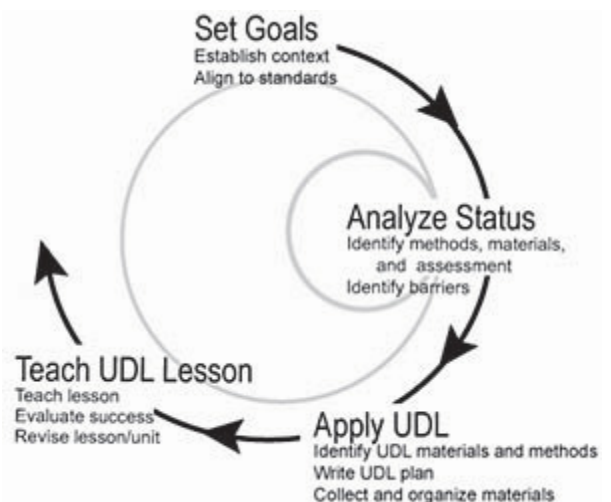 Set Goals
Establish context
Align to standards
Analyze Status
Identify methods, materials,
and assessment
Identify barriers
Apply UDL
Identify UDL materials and methods
Write UDL plan
Collect and organize materials
Teach UDL Lesson
Teach lesson
Evaluate success
Revise lesson/unit